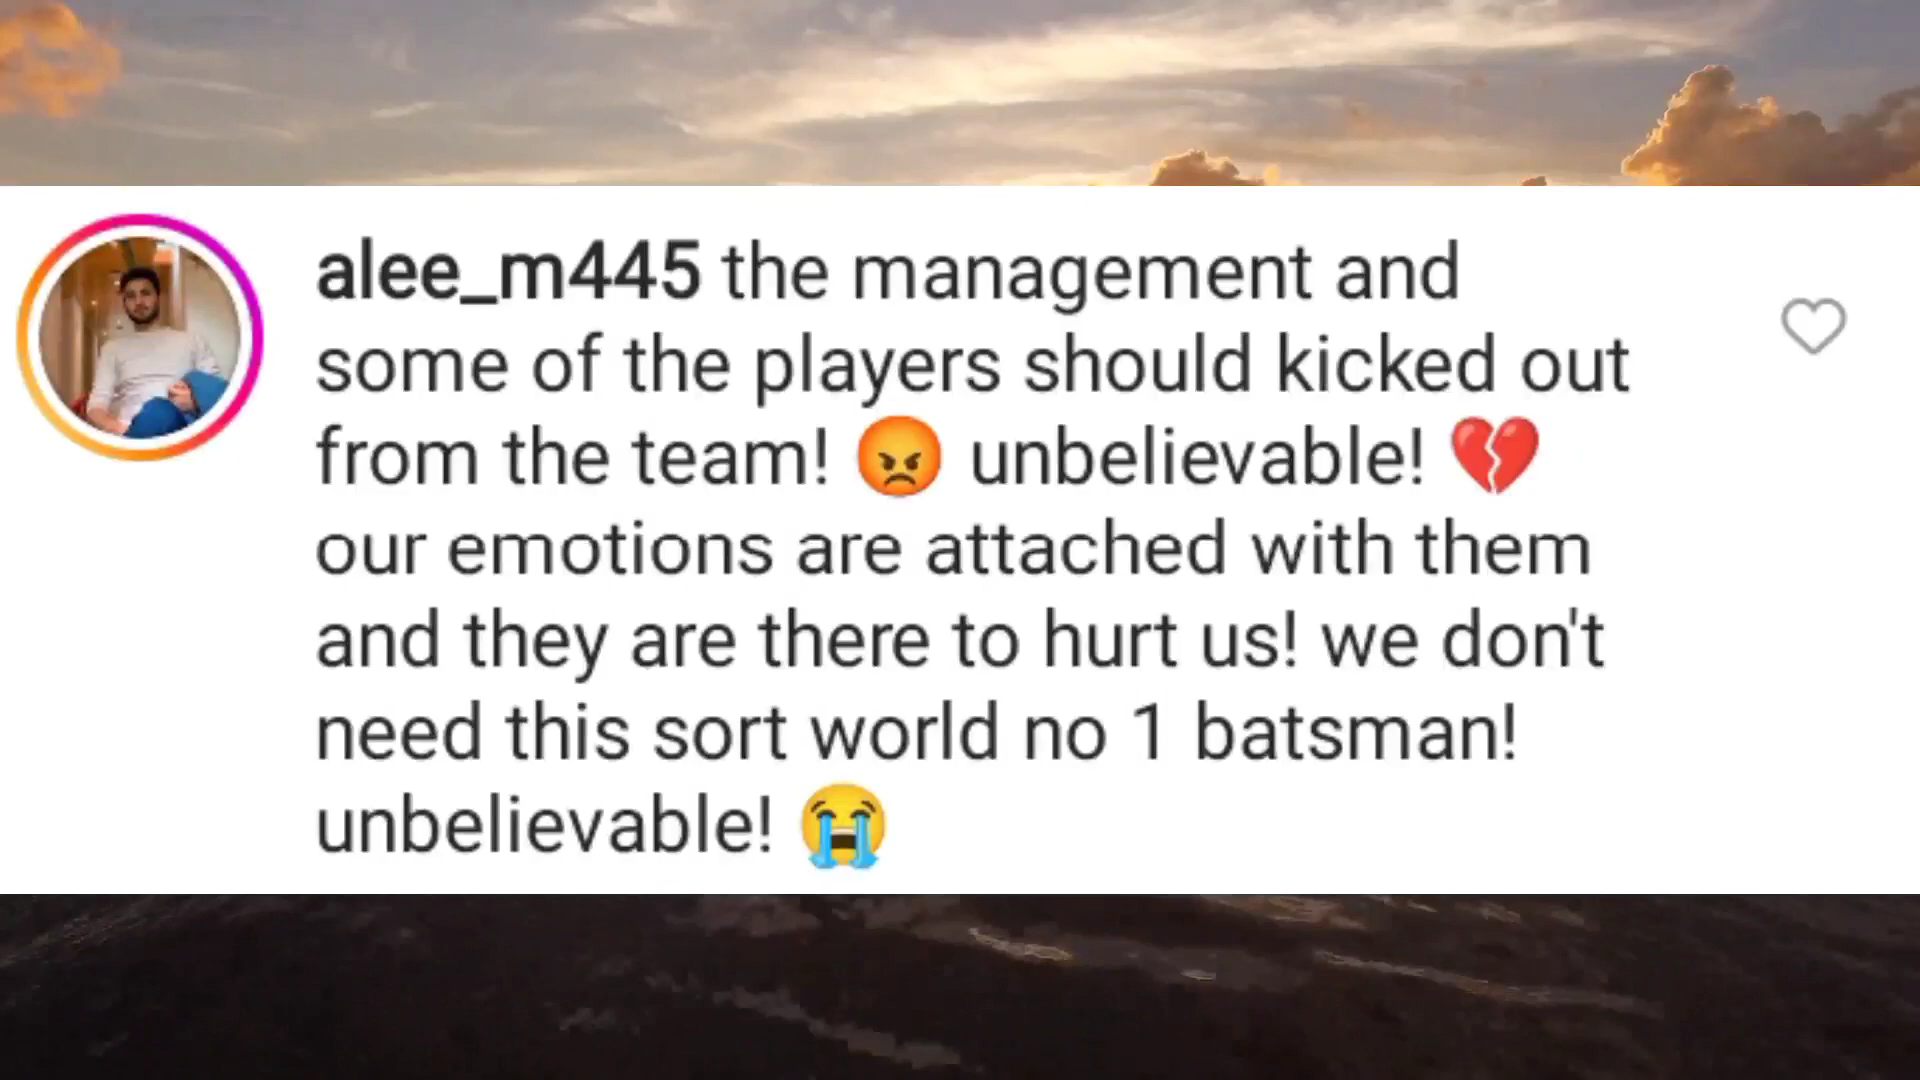 alee_m445 the management and
some of the players should kicked out
from the team! 😡 unbelievable! 💔
our emotions are attached with them
and they are there to hurt us! we don't
need this sort world no 1 batsman!
unbelievable! 😭